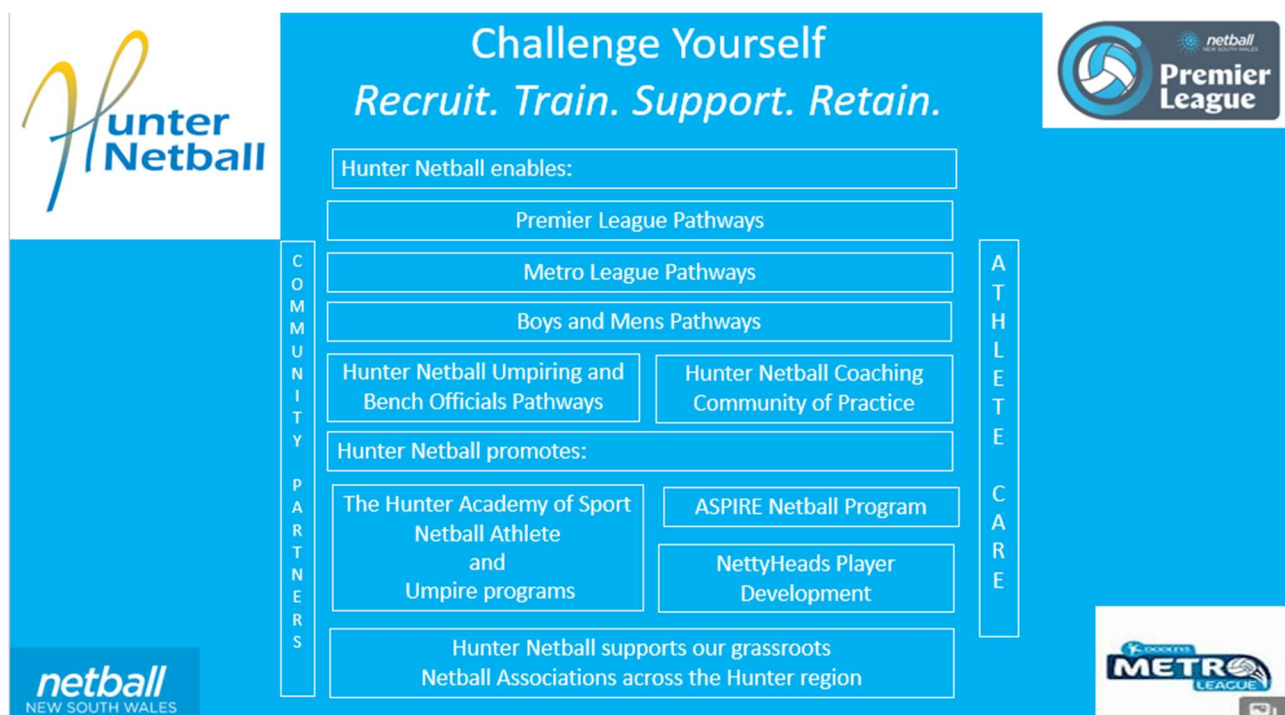 Hunter
Netball
Challenge Yourself
Recruit. Train. Support. Retain.
netball
NEW SOUTH WALES
Premier
League
Hunter Netball enables:
Premier League Pathways
Metro League Pathways
Boys and Mens Pathways
Hunter Netball Umpiring and
Bench Officials Pathways
Hunter Netball Coaching
Community of Practice
Hunter Netball promotes:
The Hunter Academy of Sport
Netball Athlete
and
Umpire programs
ASPIRE Netball Program
NettyHeads Player
Development
Hunter Netball supports our grassroots
Netball Associations across the Hunter region
COMMUNITY PARTNERS
ATHLETE CARE
netball
NEW SOUTH WALES
DOOLEYS
METRO
LEAGUE